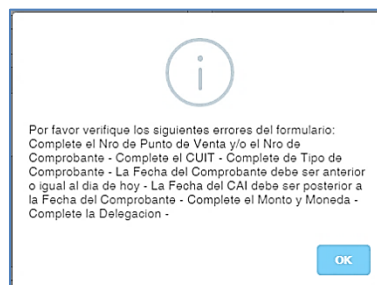 Por favor verifique los siguientes errores del formulario:
Complete el Nro de Punto de Venta y/o el Nro de
Comprobante - Complete el CUIT - Complete de Tipo de
Comprobante - La Fecha del Comprobante debe ser anterior
o igual al dia de hoy - La Fecha del CAI debe ser posterior a
la Fecha del Comprobante - Complete el Monto y Moneda -
Complete la Delegacion -
OK